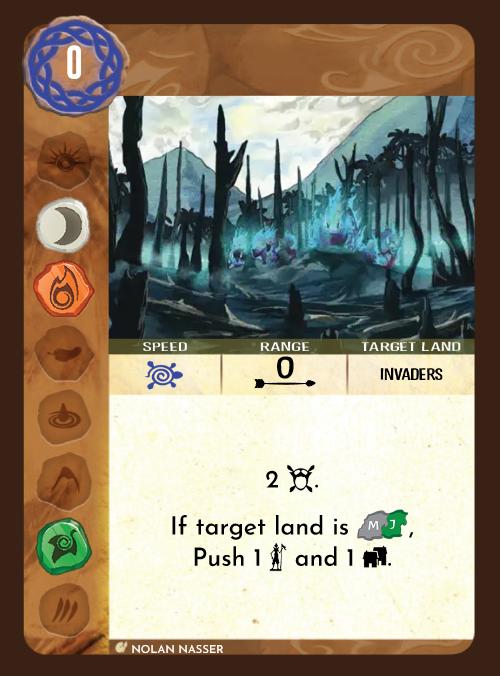 0
SPEED RANGE TARGET LAND
0 INVADERS
2 .
If target land is M J ,
Push 1 and 1 .
NOLAN NASSER